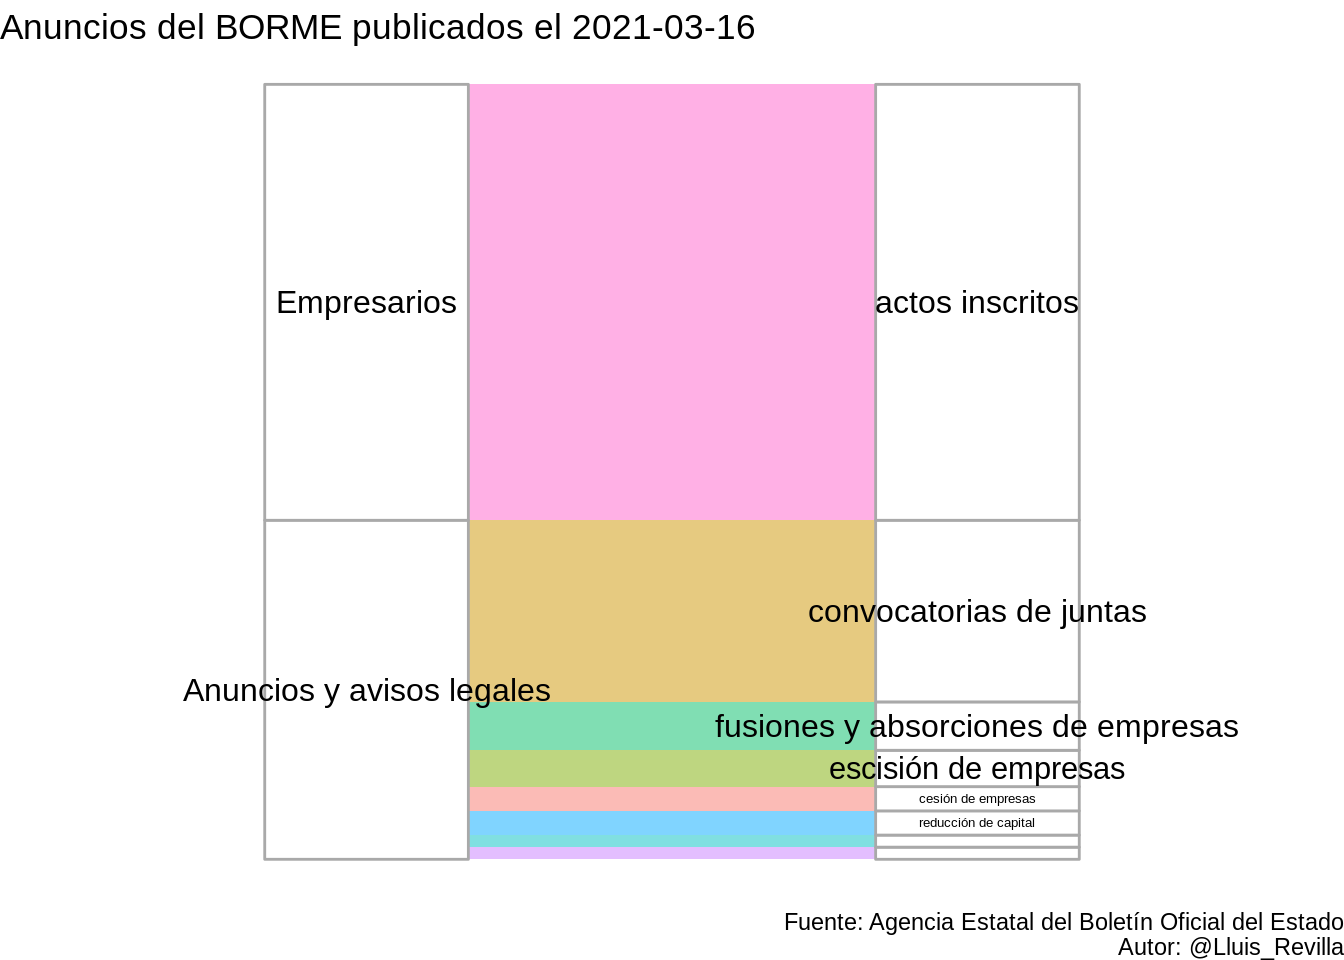 Anuncios del BORME publicados el 2021-03-16
Empresarios
actos inscritos
convocatorias de juntas
Anuncios y avisos legales
fusiones y absorciones de empresas
escisión de empresas
cesión de empresas
reducción de capital
Fuente: Agencia Estatal del Boletín Oficial del Estado
Autor: @Lluis_Revilla